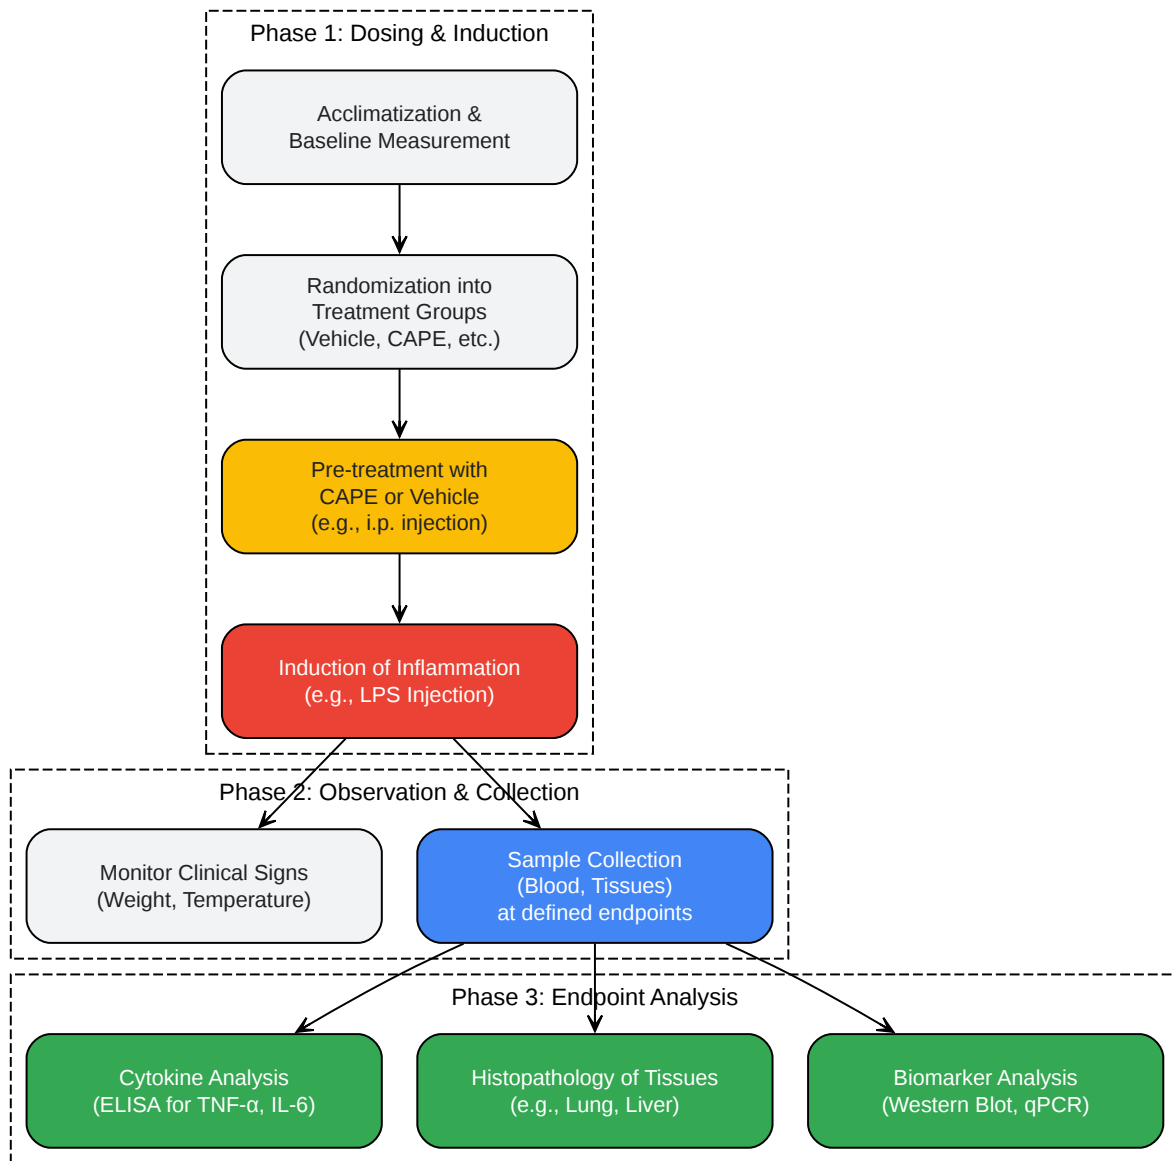 Phase 1: Dosing & Induction
Acclimatization &
Baseline Measurement
Randomization into
Treatment Groups
(Vehicle, CAPE, etc.)
Pre-treatment with
CAPE or Vehicle
(e.g., i.p. injection)
Induction of Inflammation
(e.g., LPS Injection)
Phase 2: Observation & Collection
Monitor Clinical Signs
(Weight, Temperature)
Sample Collection
(Blood, Tissues)
at defined endpoints
Phase 3: Endpoint Analysis
Cytokine Analysis
(ELISA for TNF-α, IL-6)
Histopathology of Tissues
(e.g., Lung, Liver)
Biomarker Analysis
(Western Blot, qPCR)